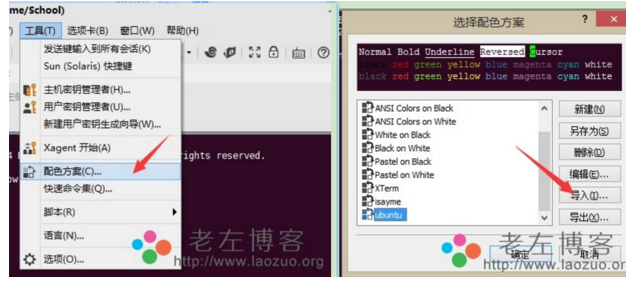 me/School)
工具(T) 选项卡(B) 窗口(W) 帮助(H)
发送键输入到所有会话(K)
Sun (Solaris) 快捷键
主机密钥管理者(H)...
用户密钥管理者(U)...
新建用户密钥生成向导(W)...
Xagent 开始(A)
ights reserved.
配色方案(C)...
快速命令集(Q)...
脚本(R)
语言(N)...
选项(O)...
老左博客
http://www.laozuo.org
选择配色方案
Normal Bold Underline Reversed Cursor
black red green yellow blue magenta cyan white
black red green yellow blue magenta cyan white
ANSI Colors on Black
ANSI Colors on White
White on Black
Black on White
Pastel on Black
Pastel on White
XTerm
isayme
ubuntu
新建(N)
另存为(S)
删除(D)
编辑(E)...
导入(I)...
导出(X)...
确定
取消
老左博客
http://www.laozuo.org